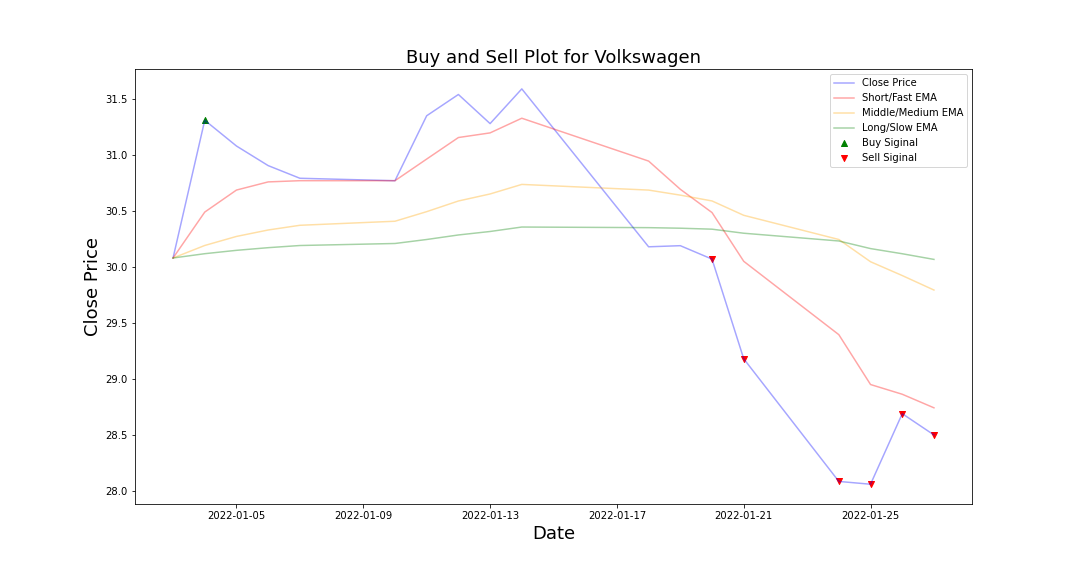 Buy and Sell Plot for Volkswagen
Close Price
Short/Fast EMA
Middle/Medium EMA
Long/Slow EMA
Buy Siginal
Sell Siginal
31.5
31.0
30.5
30.0
29.5
29.0
28.5
28.0
Close Price
2022-01-05
2022-01-09
2022-01-13
2022-01-17
2022-01-21
2022-01-25
Date